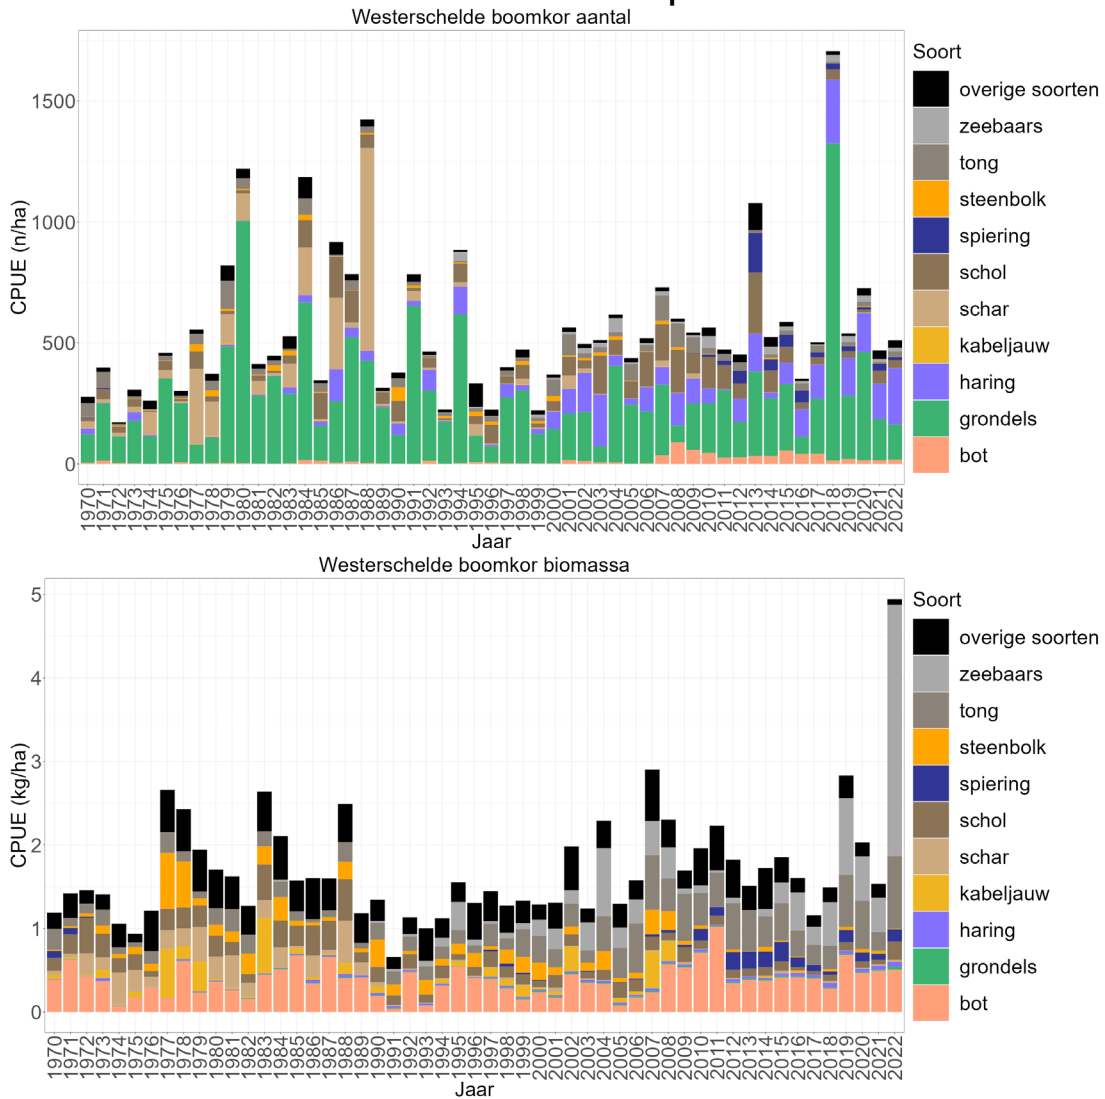 Westerschelde boomkor aantal
CPUE (n/ha)
1500
1000
500
0
1970 1971 1972 1973 1974 1975 1976 1977 1978 1979 1980 1981 1982 1983 1984 1985 1986 1987 1988 1989 1990 1991 1992 1993 1994 1995 1996 1997 1998 1999 2000 2001 2002 2003 2004 2005 2006 2007 2008 2009 2010 2011 2012 2013 2014 2015 2016 2017 2018 2019 2020 2021 2022
Jaar
Soort
overige soorten
zeebaars
tong
steenbolk
spiering
schol
schar
kabeljauw
haring
grondels
bot
Westerschelde boomkor biomassa
CPUE (kg/ha)
5
4
3
2
1
0
1970 1971 1972 1973 1974 1975 1976 1977 1978 1979 1980 1981 1982 1983 1984 1985 1986 1987 1988 1989 1990 1991 1992 1993 1994 1995 1996 1997 1998 1999 2000 2001 2002 2003 2004 2005 2006 2007 2008 2009 2010 2011 2012 2013 2014 2015 2016 2017 2018 2019 2020 2021 2022
Jaar
Soort
overige soorten
zeebaars
tong
steenbolk
spiering
schol
schar
kabeljauw
haring
grondels
bot